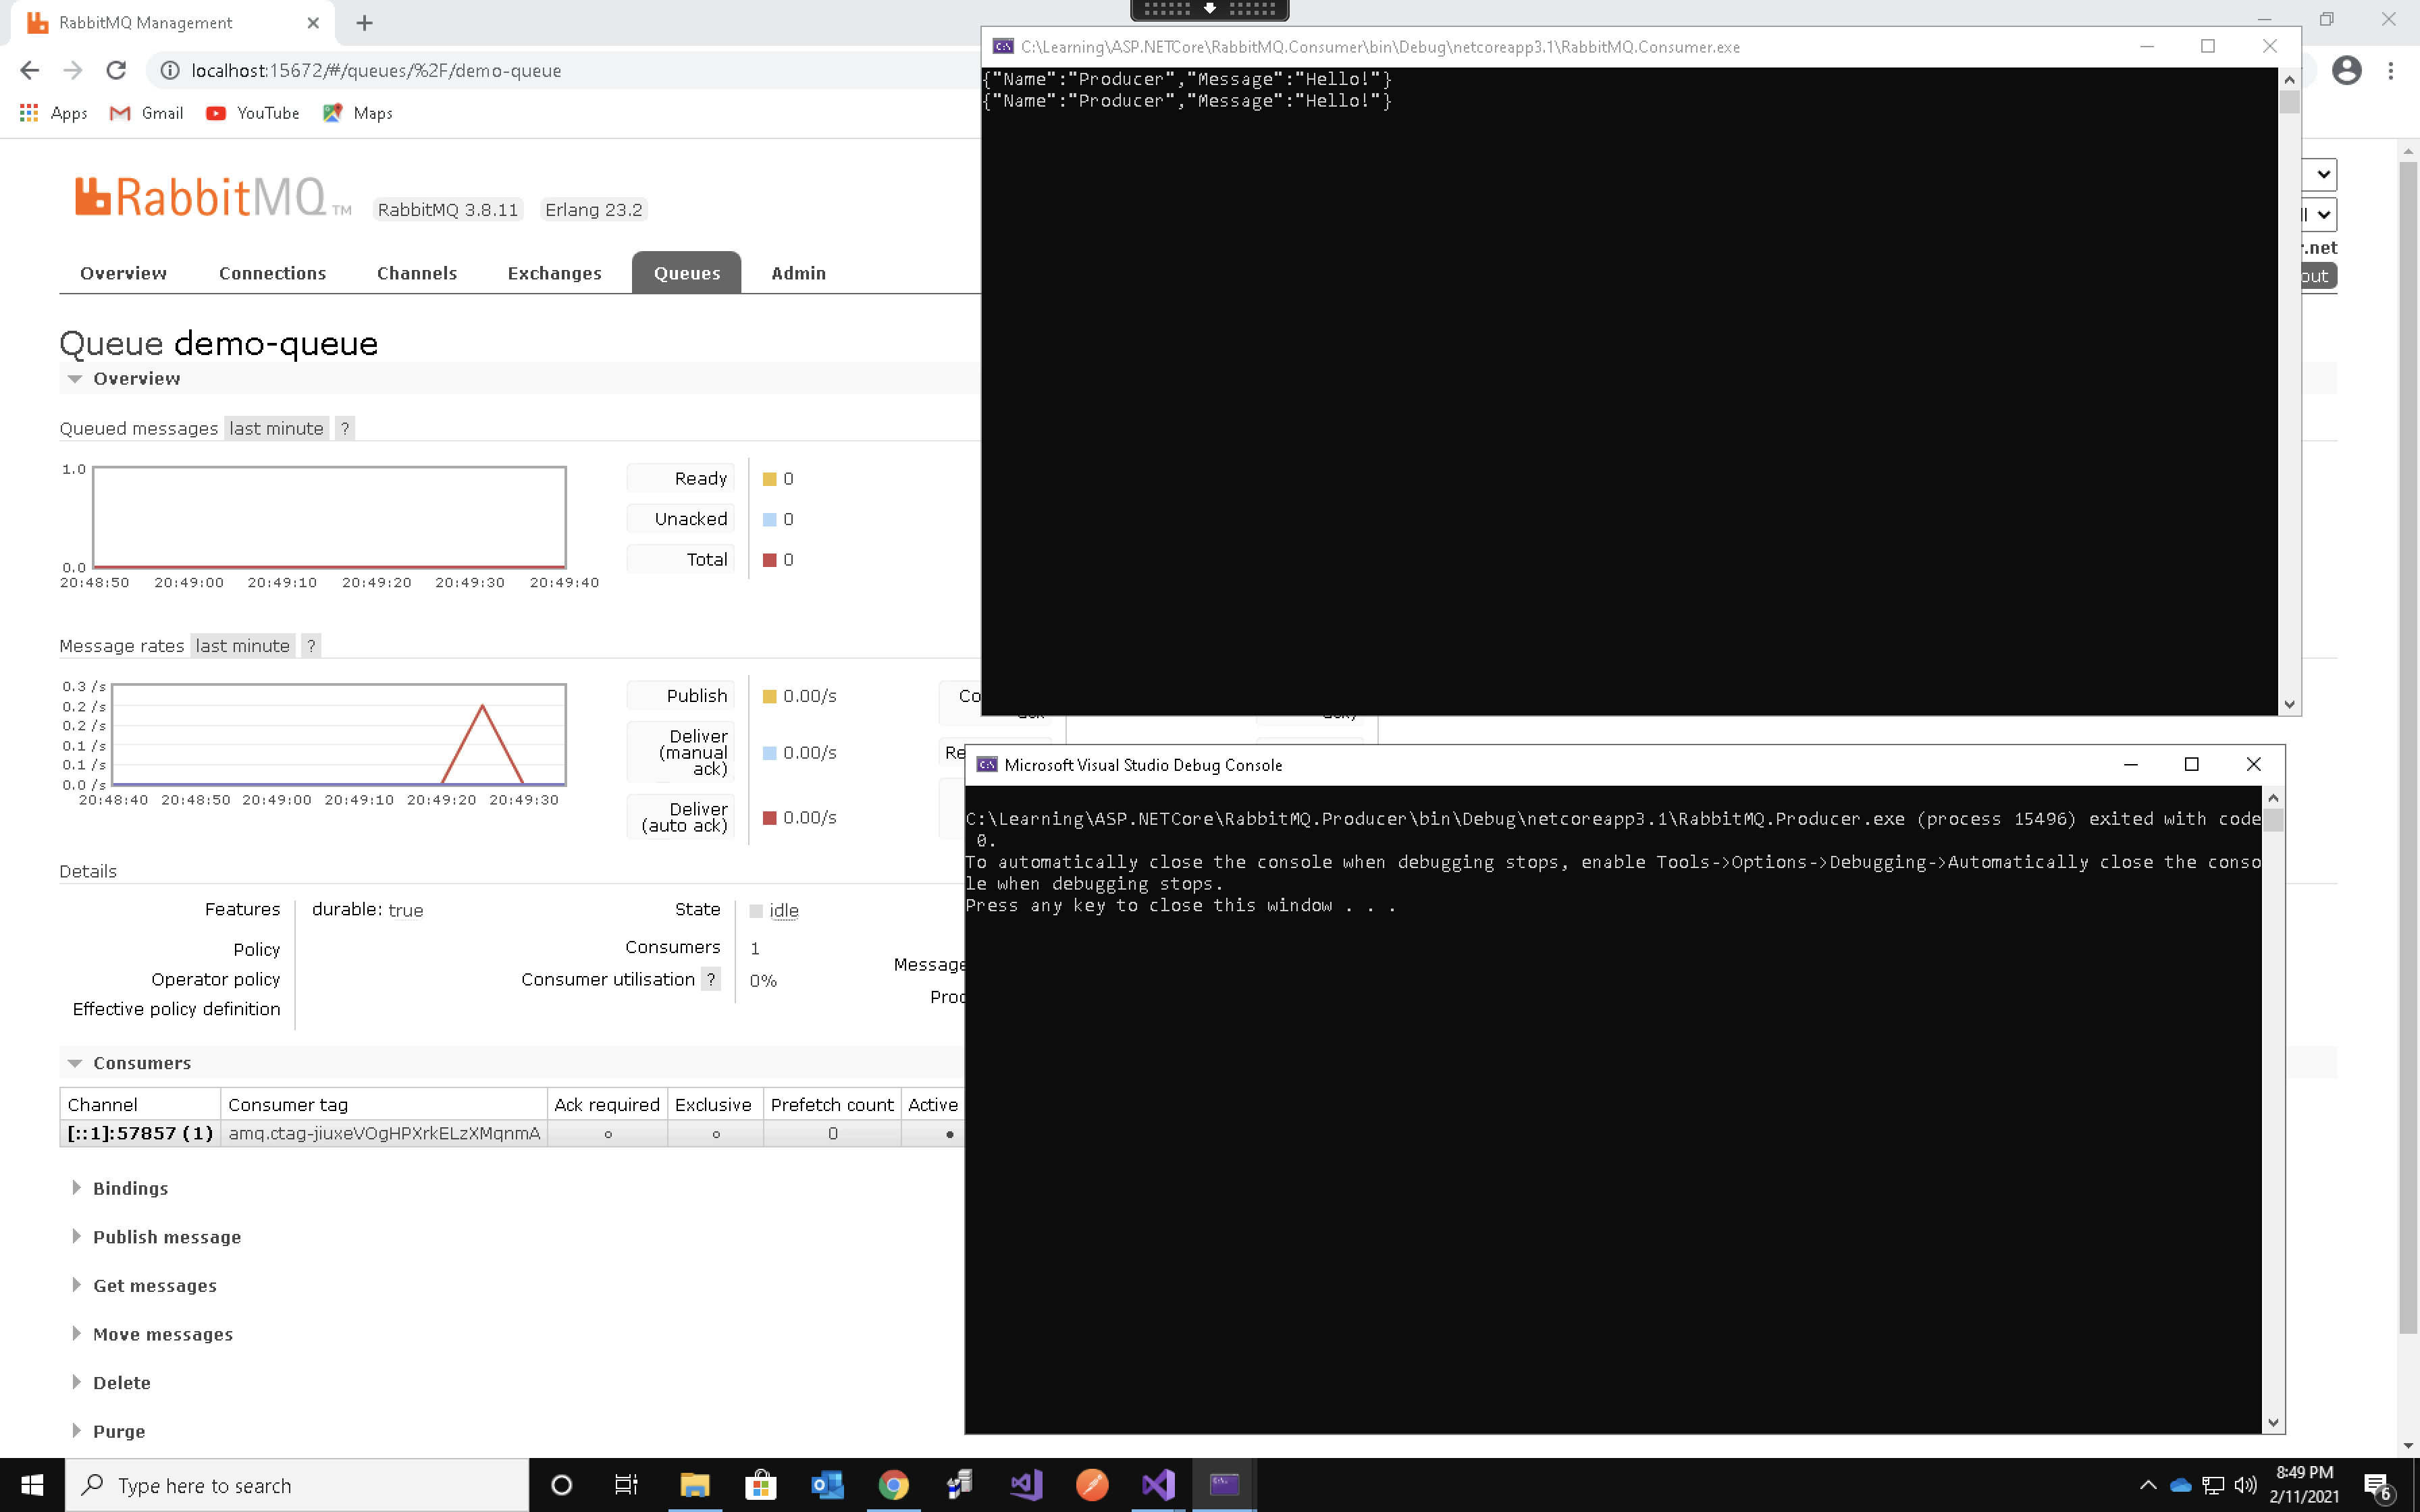 RabbitMQ Management
localhost:15672/#/queues/%2F/demo-queue
Apps
Gmail
YouTube
Maps
RabbitMQ TM
RabbitMQ 3.8.11
Erlang 23.2
Overview
Connections
Channels
Exchanges
Queues
Admin
ll
r.net
out
Queue demo-queue
Overview
Queued messages last minute ?
1.0
0.0
20:48:50 20:49:00 20:49:10 20:49:20 20:49:30 20:49:40
Ready 0
Unacked 0
Total 0
Message rates last minute ?
0.3 /s
0.2 /s
0.2 /s
0.1 /s
0.1 /s
0.0 /s
20:48:40 20:48:50 20:49:00 20:49:10 20:49:20 20:49:30
Publish 0.00/s
Deliver
(manual
ack) 0.00/s
Deliver
(auto ack) 0.00/s
Co
Re
Details
Features durable: true
Policy
Operator policy
Effective policy definition
State idle
Consumers 1
Consumer utilisation ? 0%
Message
Proc
Consumers
Channel Consumer tag Ack required Exclusive Prefetch count Active
[::1]:57857 (1) amq.ctag-jiuxeVOgHPXrkELzXMqnmA ○ ○ 0 ●
Bindings
Publish message
Get messages
Move messages
Delete
Purge
C:\Learning\ASP.NETCore\RabbitMQ.Consumer\bin\Debug\netcoreapp3.1\RabbitMQ.Consumer.exe
{"Name":"Producer","Message":"Hello!"}
{"Name":"Producer","Message":"Hello!"}
Microsoft Visual Studio Debug Console
C:\Learning\ASP.NETCore\RabbitMQ.Producer\bin\Debug\netcoreapp3.1\RabbitMQ.Producer.exe (process 15496) exited with code
0.
To automatically close the console when debugging stops, enable Tools->Options->Debugging->Automatically close the conso
le when debugging stops.
Press any key to close this window . . .
Type here to search
8:49 PM
2/11/2021
6